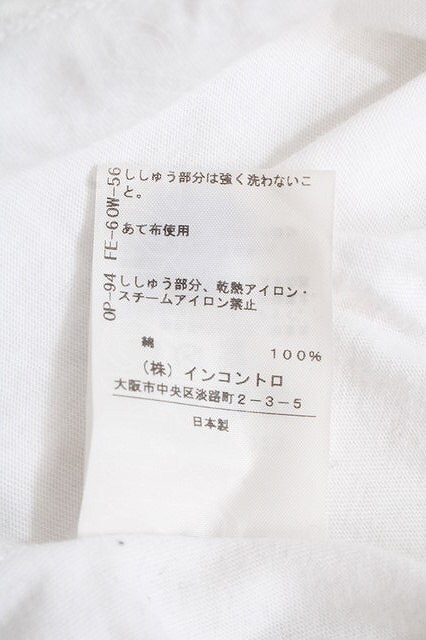 ししゅう部分は強く洗わないこ
と。
あて布使用
ししゅう部分、乾熱アイロン・
スチームアイロン禁止
綿 100%
(株)インコントロ
大阪市中央区淡路町2-3-5
日本製
OP-94 FE-60W-56